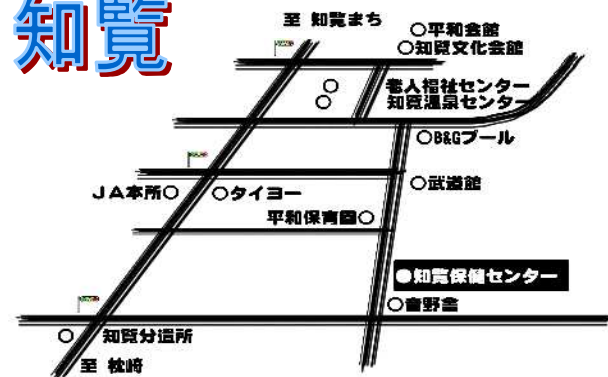 知覧
至 知覧まち
○平和会館
○知覧文化会館
老人福祉センター
知覧温泉センター
○B&Gプール
○武道館
JA本所○
○タイヨー
平和保育園○
●知覧保健センター
○育野舎
○ 知覧分遣所
至 枕崎